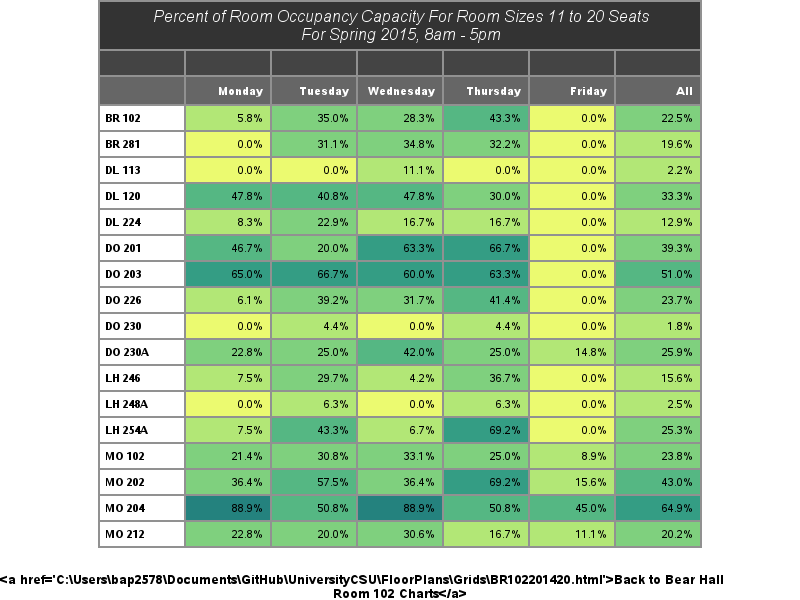 Percent of Room Occupancy Capacity For Room Sizes 11 to 20 Seats
For Spring 2015, 8am - 5pm
Monday Tuesday Wednesday Thursday Friday All
BR 102 5.8% 35.0% 28.3% 43.3% 0.0% 22.5%
BR 281 0.0% 31.1% 34.8% 32.2% 0.0% 19.6%
DL 113 0.0% 0.0% 11.1% 0.0% 0.0% 2.2%
DL 120 47.8% 40.8% 47.8% 30.0% 0.0% 33.3%
DL 224 8.3% 22.9% 16.7% 16.7% 0.0% 12.9%
DO 201 46.7% 20.0% 63.3% 66.7% 0.0% 39.3%
DO 203 65.0% 66.7% 60.0% 63.3% 0.0% 51.0%
DO 226 6.1% 39.2% 31.7% 41.4% 0.0% 23.7%
DO 230 0.0% 4.4% 0.0% 4.4% 0.0% 1.8%
DO 230A 22.8% 25.0% 42.0% 25.0% 14.8% 25.9%
LH 246 7.5% 29.7% 4.2% 36.7% 0.0% 15.6%
LH 248A 0.0% 6.3% 0.0% 6.3% 0.0% 2.5%
LH 254A 7.5% 43.3% 6.7% 69.2% 0.0% 25.3%
MO 102 21.4% 30.8% 33.1% 25.0% 8.9% 23.8%
MO 202 36.4% 57.5% 36.4% 69.2% 15.6% 43.0%
MO 204 88.9% 50.8% 88.9% 50.8% 45.0% 64.9%
MO 212 22.8% 20.0% 30.6% 16.7% 11.1% 20.2%
<a href='C:\Users\bap2578\Documents\GitHub\UniversityCSU\FloorPlans\Grids\BR102201420.html'>Back to Bear Hall
Room 102 Charts</a>